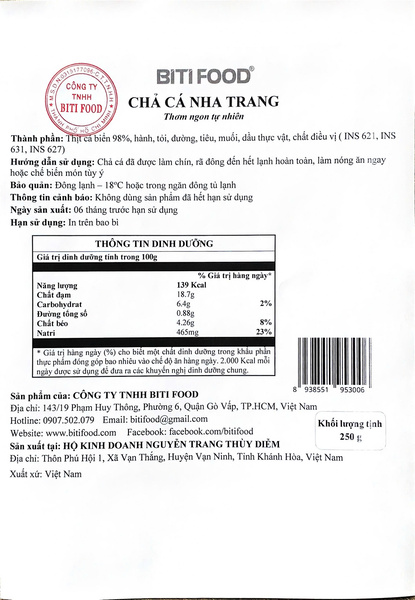 M.S.D.N:0315177096-C.T.T.N.H.H
CÔNG TY
TNHH
BITI FOOD
THÀNH PHỐ HỒ CHÍ MINH
BITI FOOD®
CHẢ CÁ NHA TRANG
Thơm ngon tự nhiên
Thành phần: Thịt cá biển 98%, hành, tỏi, đường, tiêu, muối, dầu thực vật, chất điều vị ( INS 621, INS
631, INS 627)
Hướng dẫn sử dụng: Chả cá đã được làm chín, rã đông đến hết lạnh hoàn toàn, làm nóng ăn ngay
hoặc chế biến món tùy ý
Bảo quản: Đông lạnh – 18°C hoặc trong ngăn đông tủ lạnh
Thông tin cảnh báo: Không dùng sản phẩm đã hết hạn sử dụng
Ngày sản xuất: 06 tháng trước hạn sử dụng
Hạn sử dụng: In trên bao bì
THÔNG TIN DINH DƯỠNG
Giá trị dinh dưỡng tính trong 100g
% Giá trị hàng ngày*
Năng lượng 139 Kcal
Chất đạm 18.7g
Carbohydrat 6.4g 2%
Đường tổng số 0.88g
Chất béo 4.26g 8%
Natri 465mg 23%
* Giá trị hàng ngày (%) cho biết một chất dinh dưỡng trong khẩu phần
thực phẩm đóng góp bao nhiêu vào chế độ ăn hàng ngày. 2.000 Kcal mỗi
ngày được sử dụng để đưa ra các khuyến nghị dinh dưỡng chung.
8 938551 953006
Sản phẩm của: CÔNG TY TNHH BITI FOOD
Địa chỉ: 143/19 Phạm Huy Thông, Phường 6, Quận Gò Vấp, TP.HCM, Việt Nam
Hotline: 0907.502.079 Email: bitifood@gmail.com
Website: www.bitifood.com Facebook: facebook.com/bitifood
Khối lượng tịnh
250 g
Sản xuất tại: HỘ KINH DOANH NGUYÊN TRANG THÙY DIỄM
Địa chỉ: Thôn Phú Hội 1, Xã Vạn Thắng, Huyện Vạn Ninh, Tỉnh Khánh Hòa, Việt Nam
Xuất xứ: Việt Nam